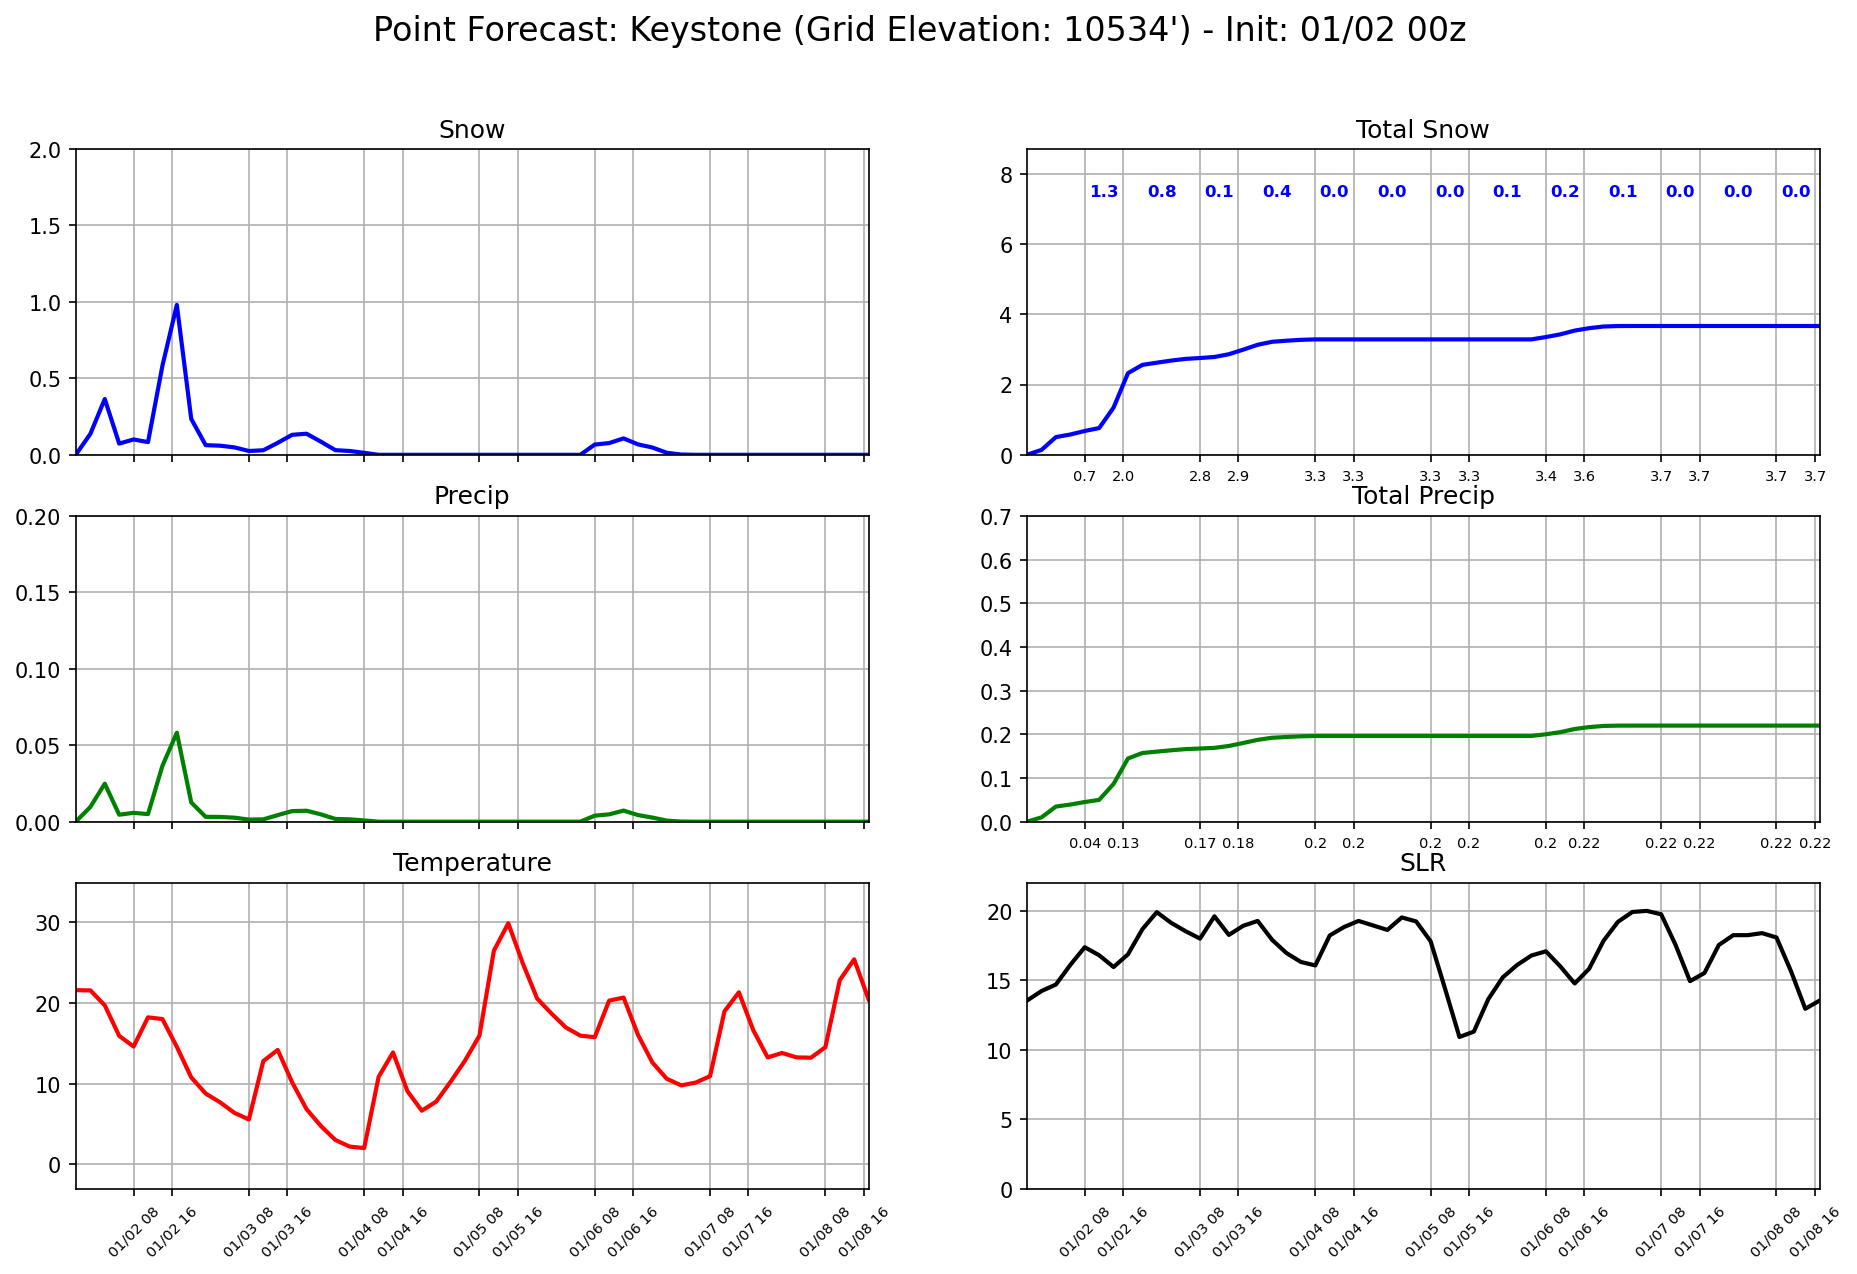 Point Forecast: Keystone (Grid Elevation: 10534') - Init: 01/02 00z
Snow
2.0
1.5
1.0
0.5
0.0
Total Snow
8
6
4
2
0
1.3 0.8 0.1 0.4 0.0 0.0 0.0 0.1 0.2 0.1 0.0 0.0 0.0
0.7 2.0 2.8 2.9 3.3 3.3 3.3 3.3 3.4 3.6 3.7 3.7 3.7 3.7
Precip
0.20
0.15
0.10
0.05
0.00
Total Precip
0.7
0.6
0.5
0.4
0.3
0.2
0.1
0.0
0.04 0.13 0.17 0.18 0.2 0.2 0.2 0.2 0.2 0.22 0.22 0.22 0.22 0.22
Temperature
30
20
10
0
01/02 08 01/02 16 01/03 08 01/03 16 01/04 08 01/04 16 01/05 08 01/05 16 01/06 08 01/06 16 01/07 08 01/07 16 01/08 08 01/08 16
SLR
20
15
10
5
0
01/02 08 01/02 16 01/03 08 01/03 16 01/04 08 01/04 16 01/05 08 01/05 16 01/06 08 01/06 16 01/07 08 01/07 16 01/08 08 01/08 16